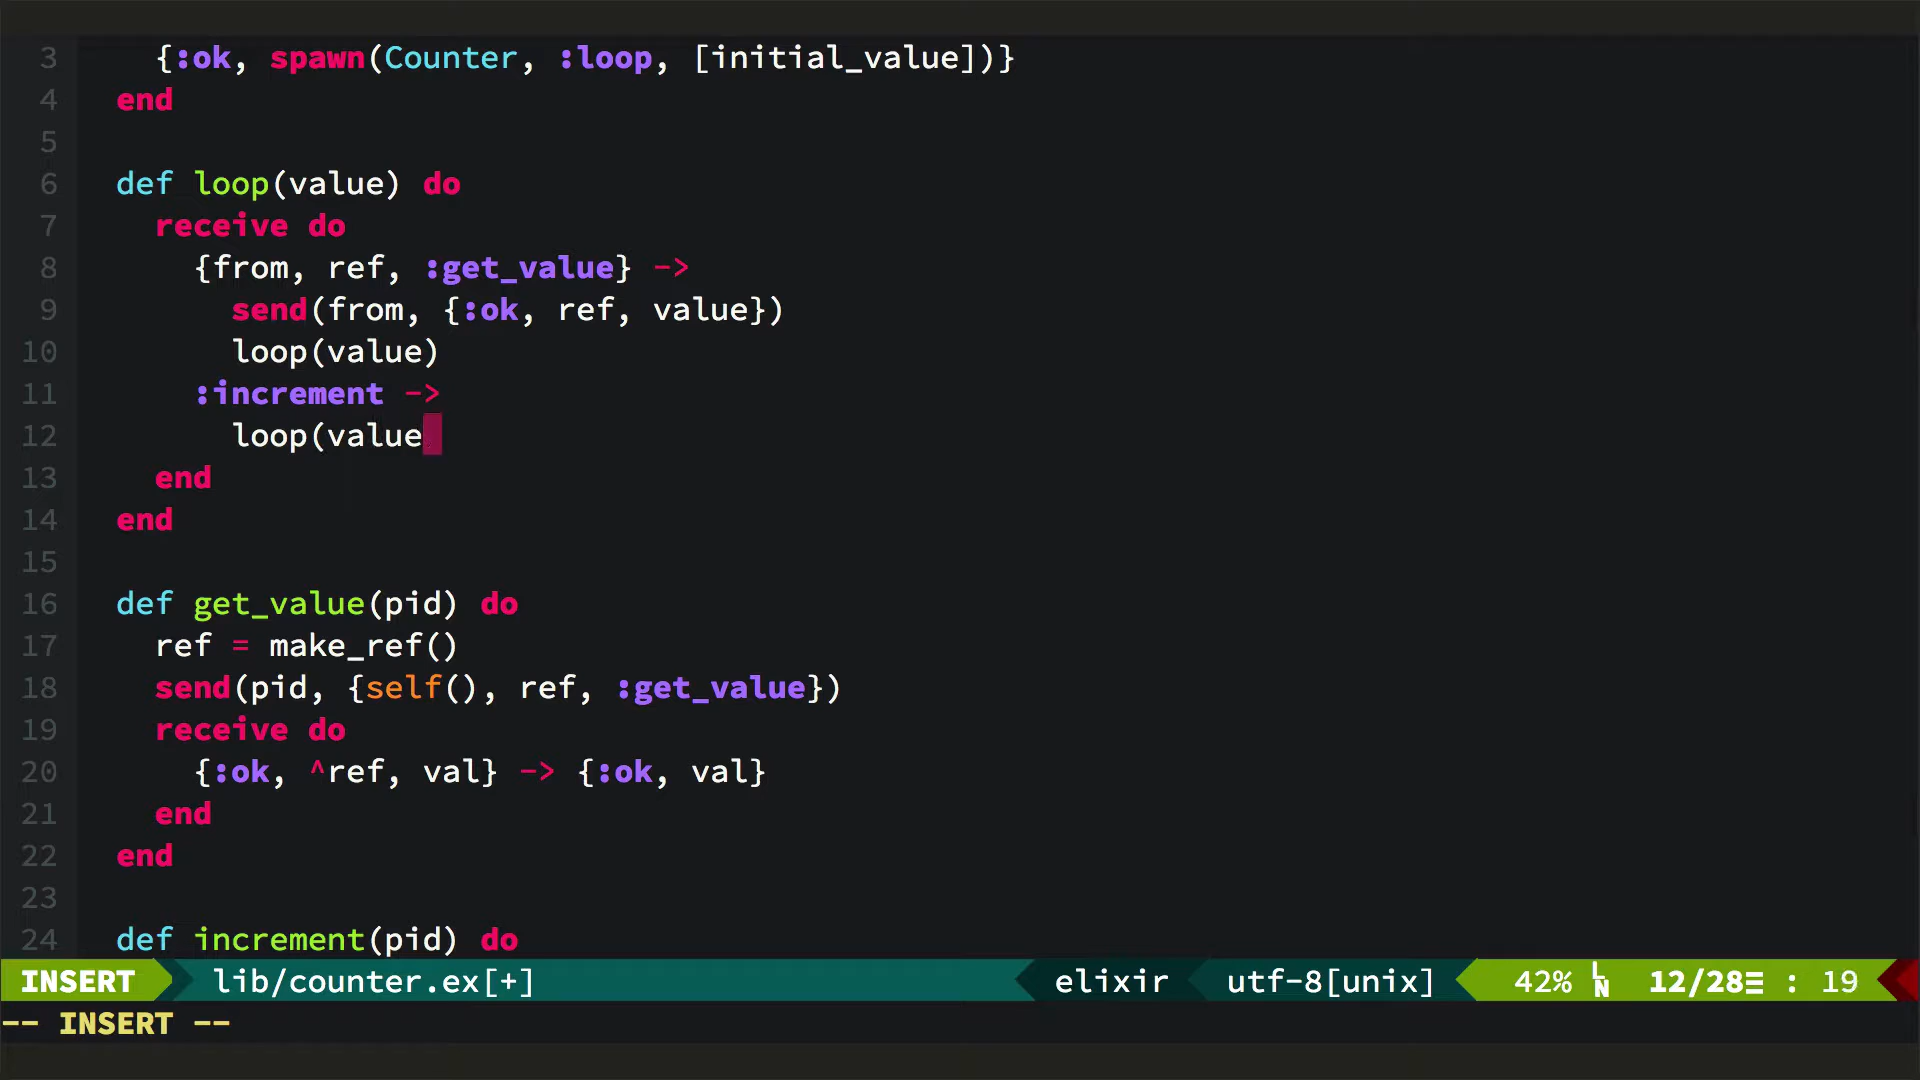 3 {:ok, spawn(Counter, :loop, [initial_value])}
4 end
5
6 def loop(value) do
7 receive do
8 {from, ref, :get_value} ->
9 send(from, {:ok, ref, value})
10 loop(value)
11 :increment ->
12 loop(value
13 end
14 end
15
16 def get_value(pid) do
17 ref = make_ref()
18 send(pid, {self(), ref, :get_value})
19 receive do
20 {:ok, ^ref, val} -> {:ok, val}
21 end
22 end
23
24 def increment(pid) do
INSERT lib/counter.ex[+] elixir utf-8[unix] 42% LN 12/28≡ : 19
-- INSERT --